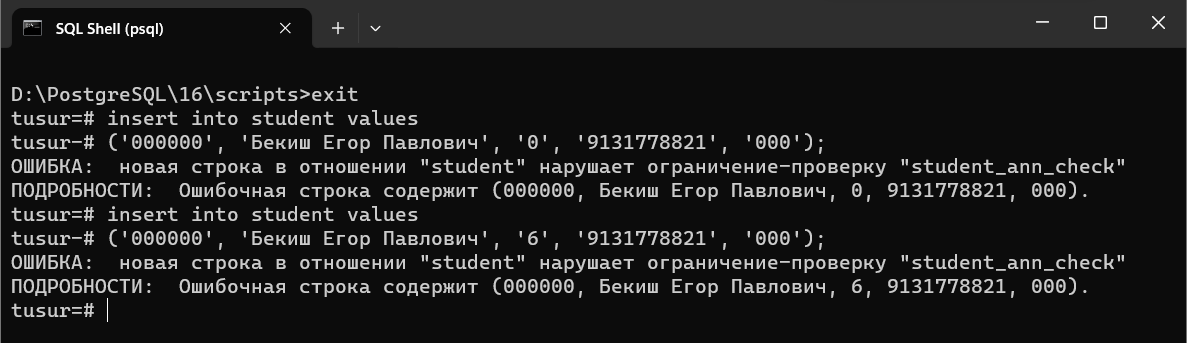 SQL Shell (psql)
D:\PostgreSQL\16\scripts>exit
tusur=# insert into student values
tusur-# ('000000', 'Бекиш Егор Павлович', '0', '9131778821', '000');
ОШИБКА:  новая строка в отношении "student" нарушает ограничение-проверку "student_ann_check"
ПОДРОБНОСТИ:  Ошибочная строка содержит (000000, Бекиш Егор Павлович, 0, 9131778821, 000).
tusur=# insert into student values
tusur-# ('000000', 'Бекиш Егор Павлович', '6', '9131778821', '000');
ОШИБКА:  новая строка в отношении "student" нарушает ограничение-проверку "student_ann_check"
ПОДРОБНОСТИ:  Ошибочная строка содержит (000000, Бекиш Егор Павлович, 6, 9131778821, 000).
tusur=#